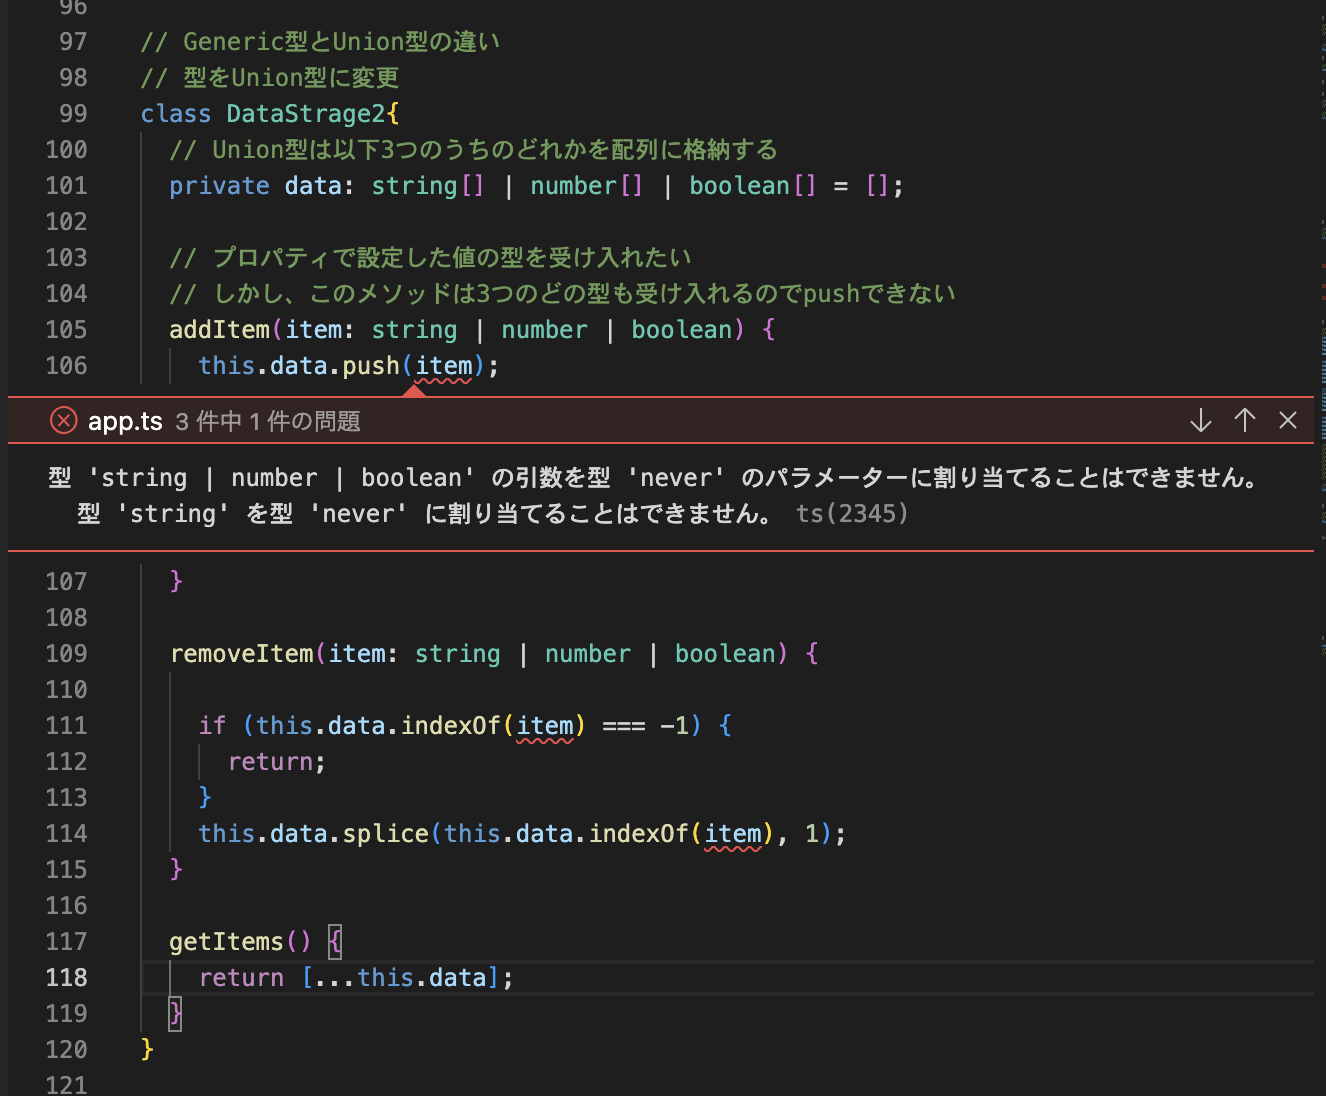 96
97 // Generic型とUnion型の違い
98 // 型をUnion型に変更
99 class DataStrage2{
100 // Union型は以下3つのうちのどれかを配列に格納する
101 private data: string[] | number[] | boolean[] = [];
102
103 // プロパティで設定した値の型を受け入れたい
104 // しかし、このメソッドは3つのどの型も受け入れるのでpushできない
105 addItem(item: string | number | boolean) {
106 this.data.push(item);
app.ts 3 件中 1 件の問題
型 'string | number | boolean' の引数を型 'never' のパラメーターに割り当てることはできません。
型 'string' を型 'never' に割り当てることはできません。 ts(2345)
107 }
108
109 removeItem(item: string | number | boolean) {
110
111 if (this.data.indexOf(item) === -1) {
112 return;
113 }
114 this.data.splice(this.data.indexOf(item), 1);
115 }
116
117 getItems() {
118 return [...this.data];
119 }
120 }
121